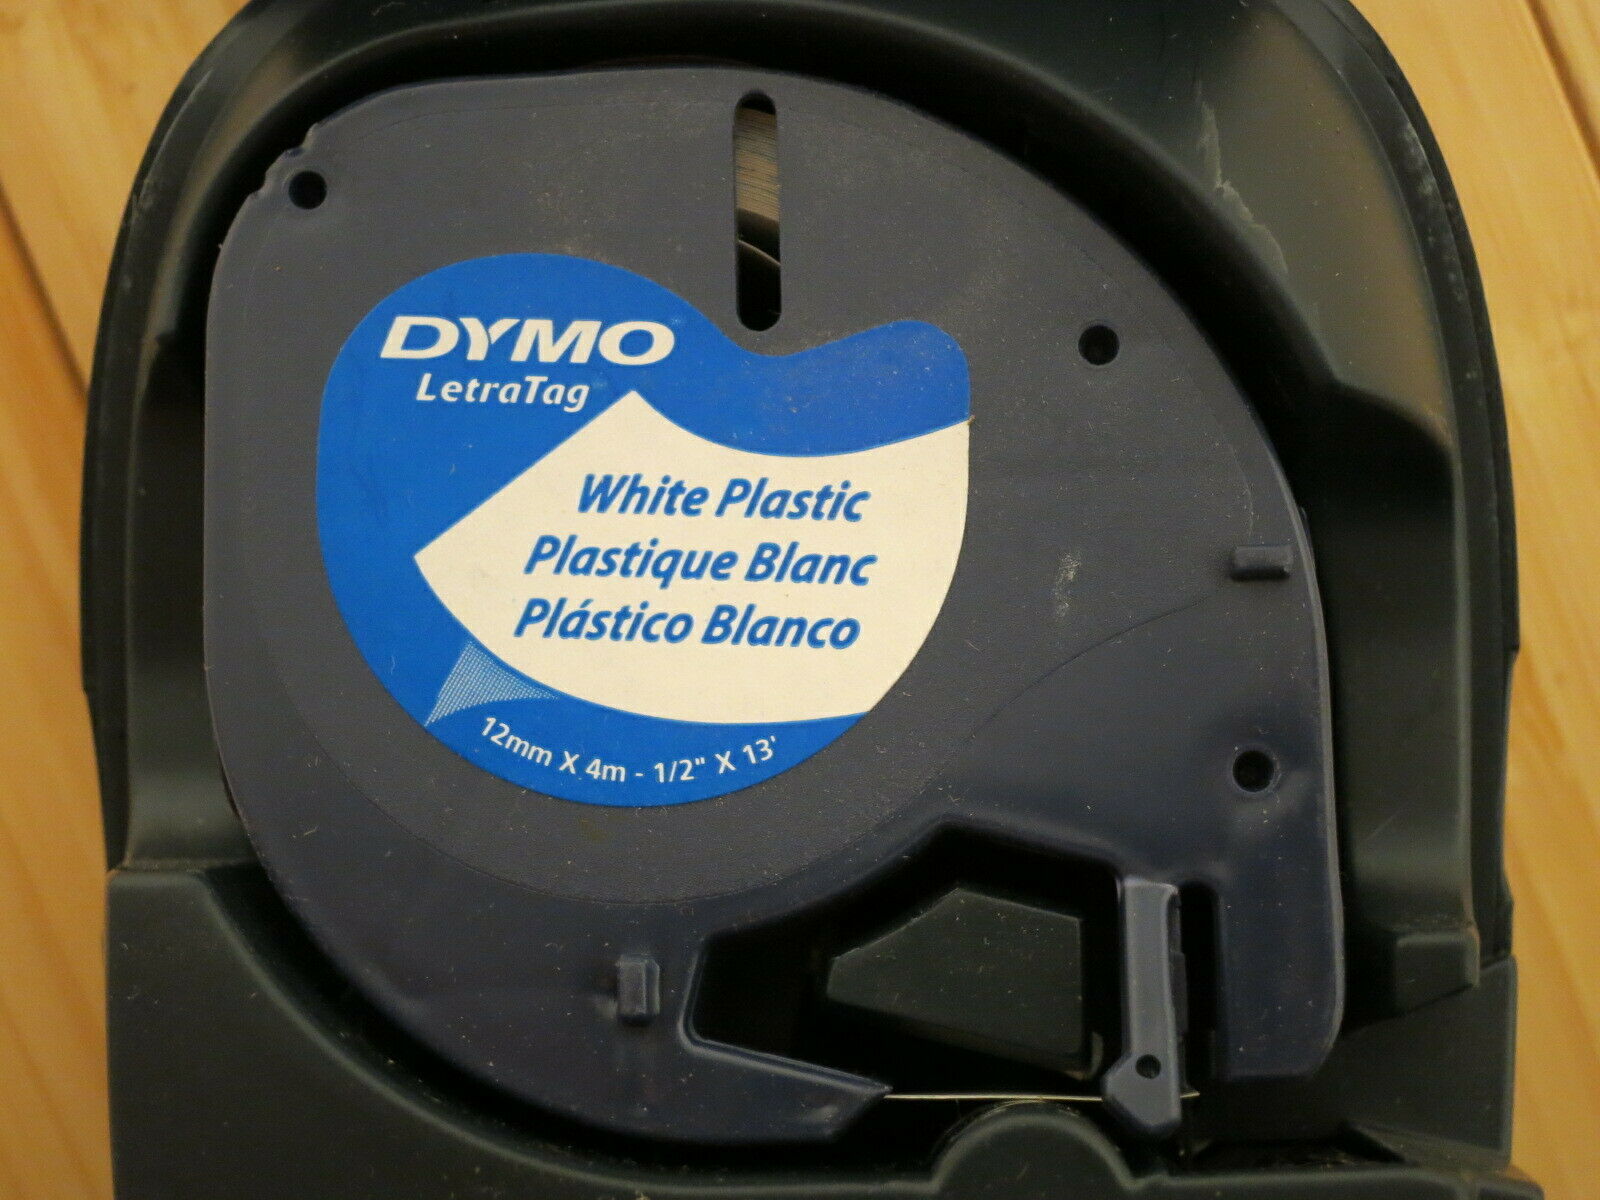 DYMO
LetraTag
White Plastic
Plastique Blanc
Plástico Blanco
12mm X 4m - 1/2" X 13'